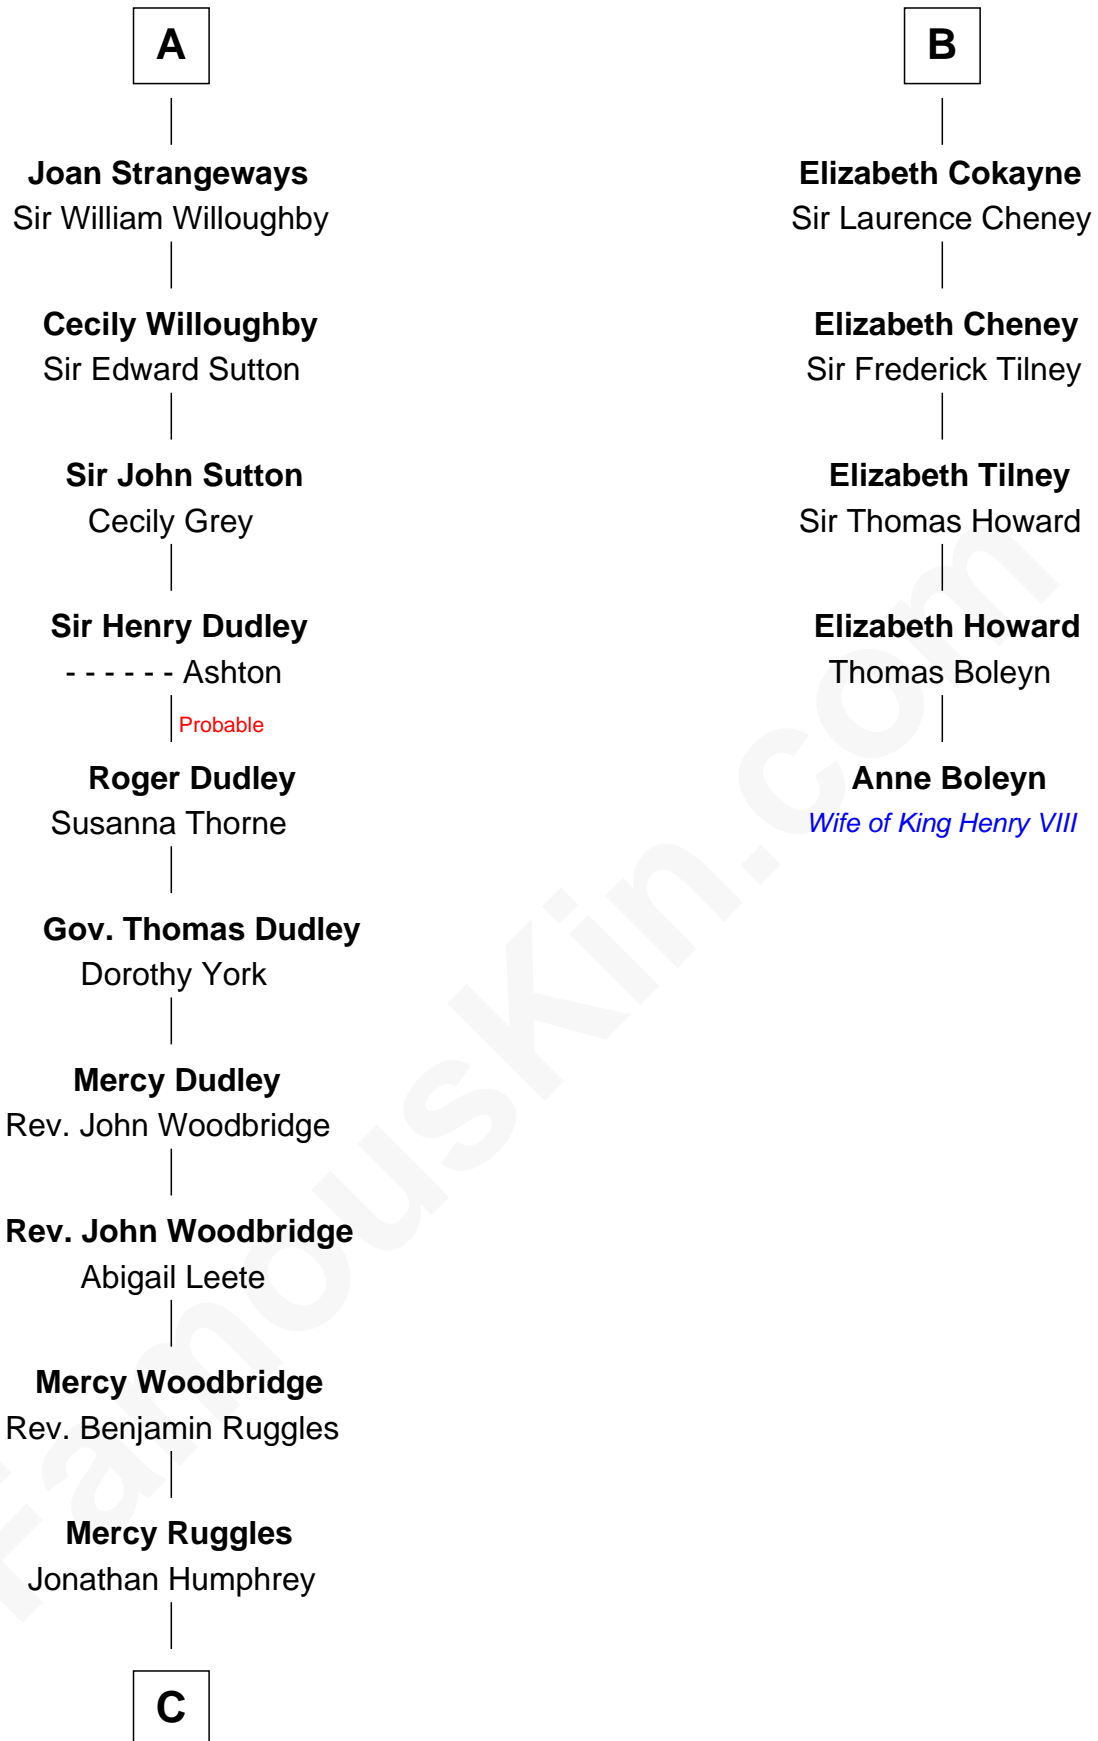 A
Joan Strangeways
Sir William Willoughby
Cecily Willoughby
Sir Edward Sutton
Sir John Sutton
Cecily Grey
Sir Henry Dudley
- - - - - - Ashton
Probable
Roger Dudley
Susanna Thorne
Gov. Thomas Dudley
Dorothy York
Mercy Dudley
Rev. John Woodbridge
Rev. John Woodbridge
Abigail Leete
Mercy Woodbridge
Rev. Benjamin Ruggles
Mercy Ruggles
Jonathan Humphrey
C
B
Elizabeth Cokayne
Sir Laurence Cheney
Elizabeth Cheney
Sir Frederick Tilney
Elizabeth Tilney
Sir Thomas Howard
Elizabeth Howard
Thomas Boleyn
Anne Boleyn
Wife of King Henry VIII
FamousKin.com